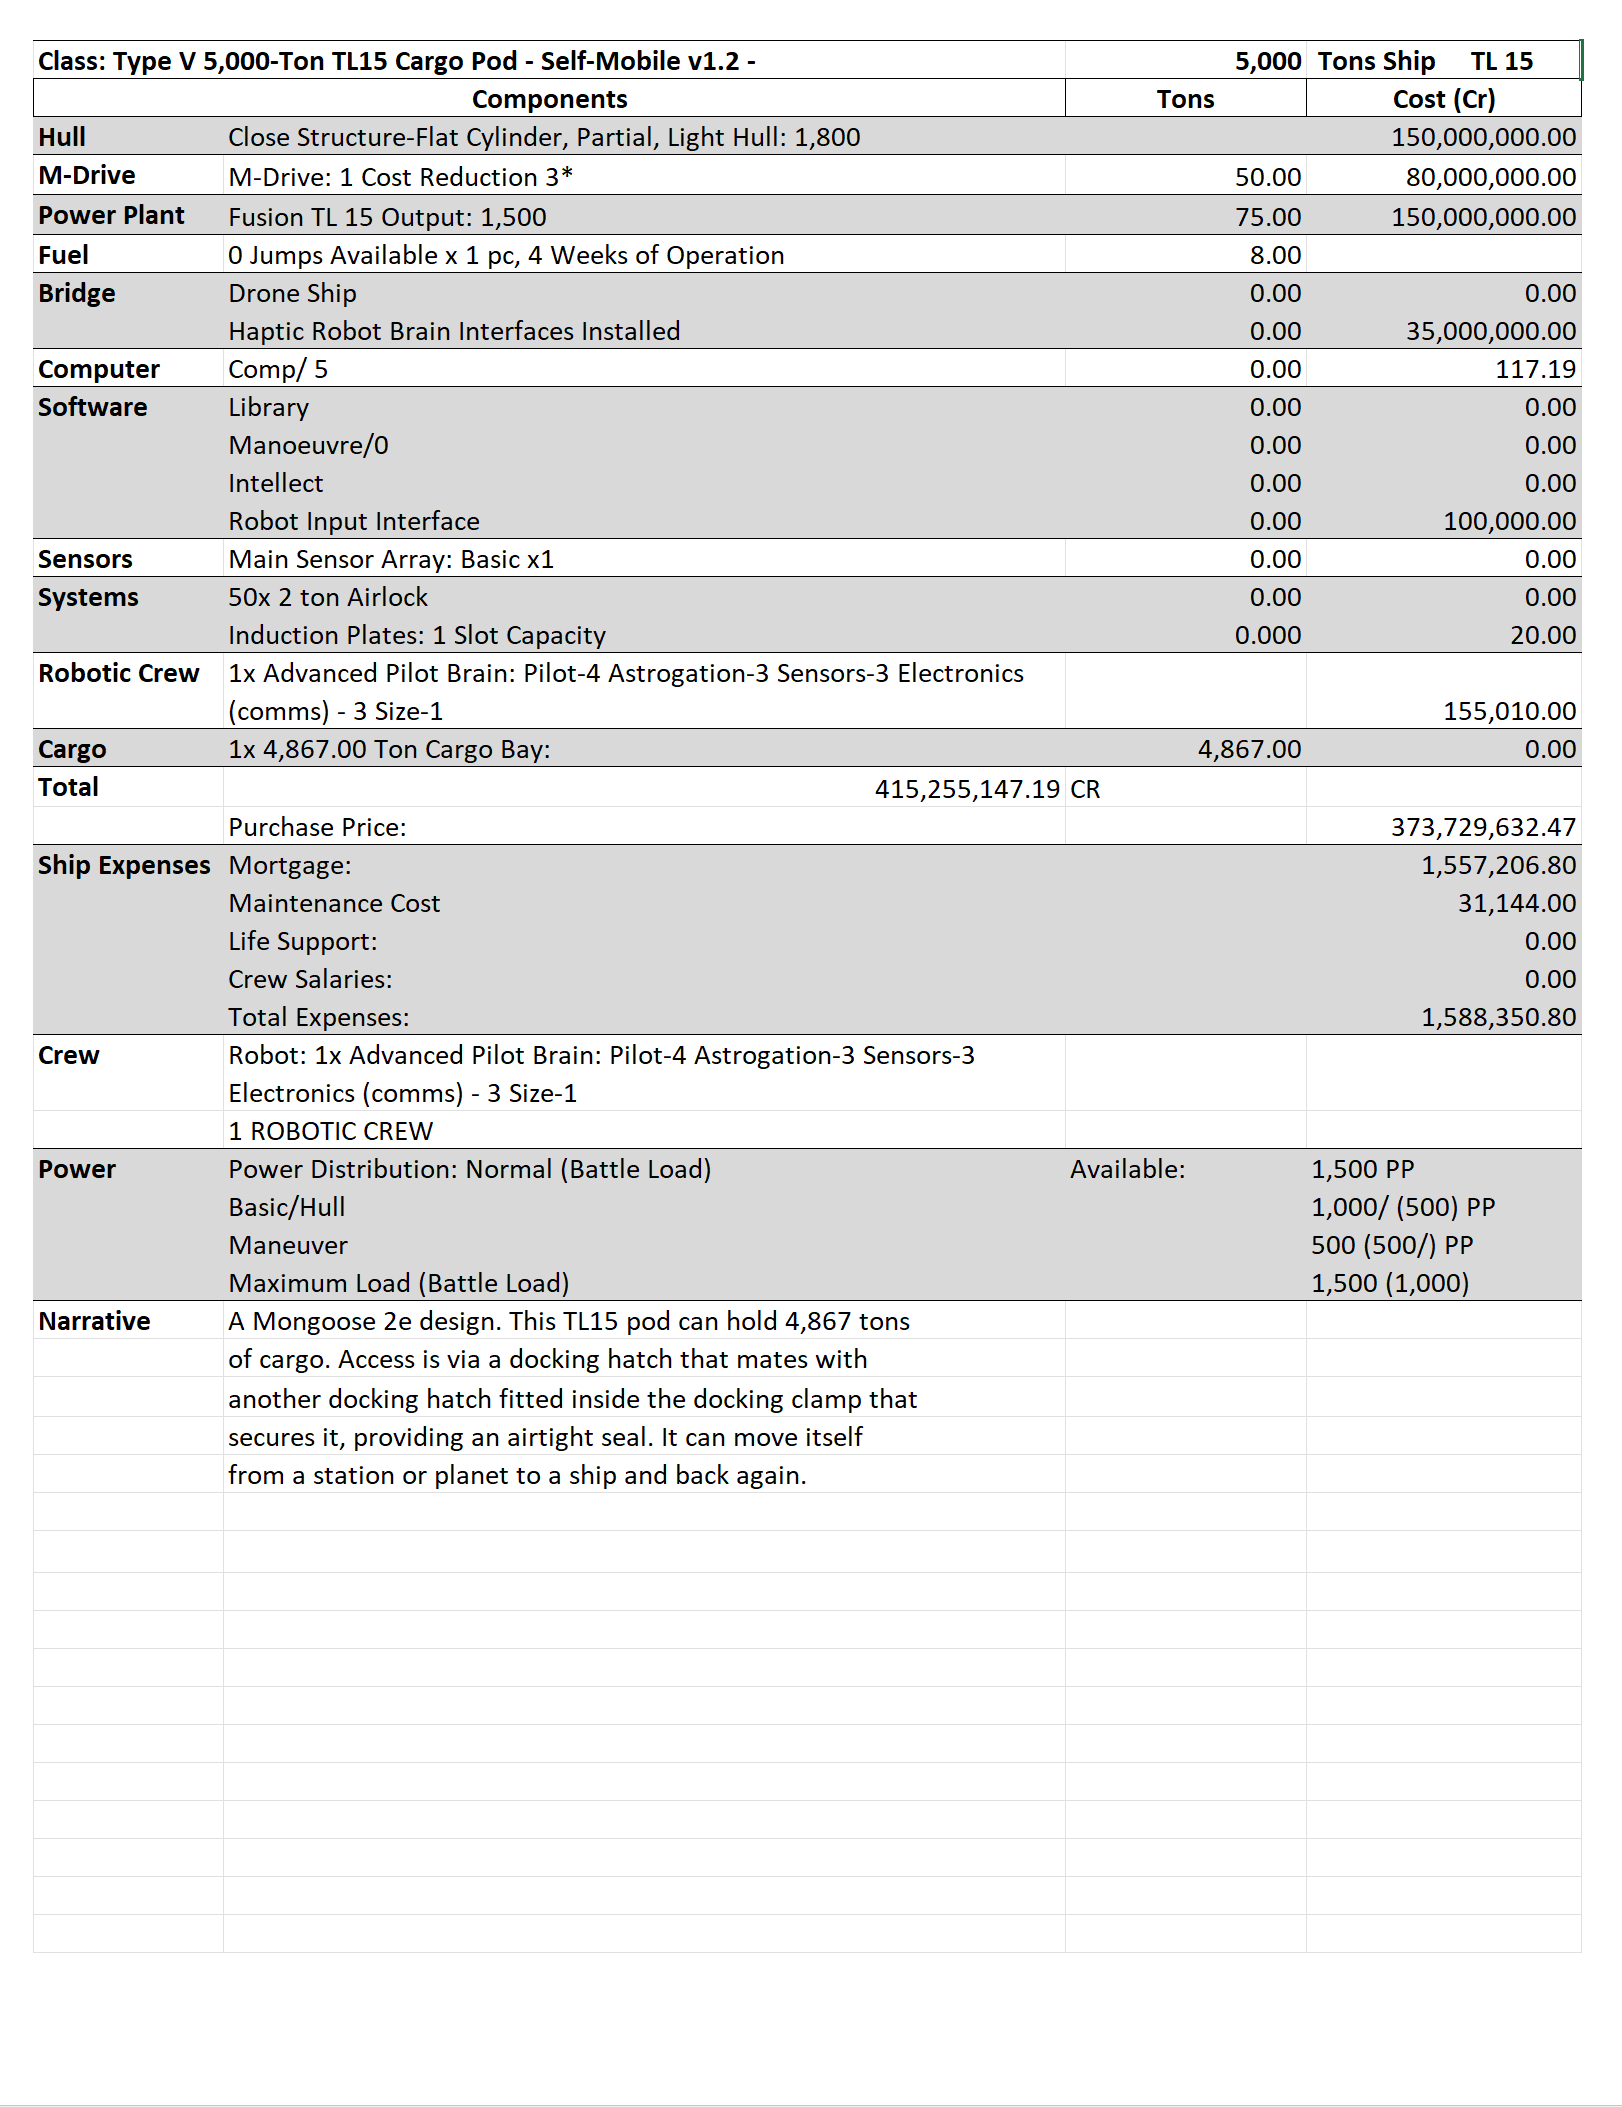 Class: Type V 5,000-Ton TL15 Cargo Pod - Self-Mobile v1.2 - 5,000 Tons Ship TL 15
Components Tons Cost (Cr)
Hull Close Structure-Flat Cylinder, Partial, Light Hull: 1,800 150,000,000.00
M-Drive M-Drive: 1 Cost Reduction 3* 50.00 80,000,000.00
Power Plant Fusion TL 15 Output: 1,500 75.00 150,000,000.00
Fuel 0 Jumps Available x 1 pc, 4 Weeks of Operation 8.00
Bridge Drone Ship 0.00 0.00
Haptic Robot Brain Interfaces Installed 0.00 35,000,000.00
Computer Comp/ 5 0.00 117.19
Software Library 0.00 0.00
Manoeuvre/0 0.00 0.00
Intellect 0.00 0.00
Robot Input Interface 0.00 100,000.00
Sensors Main Sensor Array: Basic x1 0.00 0.00
Systems 50x 2 ton Airlock 0.00 0.00
Induction Plates: 1 Slot Capacity 0.000 20.00
Robotic Crew 1x Advanced Pilot Brain: Pilot-4 Astrogation-3 Sensors-3 Electronics
(comms) - 3 Size-1 155,010.00
Cargo 1x 4,867.00 Ton Cargo Bay: 4,867.00 0.00
Total 415,255,147.19 CR
Purchase Price: 373,729,632.47
Ship Expenses Mortgage: 1,557,206.80
Maintenance Cost 31,144.00
Life Support: 0.00
Crew Salaries: 0.00
Total Expenses: 1,588,350.80
Crew Robot: 1x Advanced Pilot Brain: Pilot-4 Astrogation-3 Sensors-3
Electronics (comms) - 3 Size-1
1 ROBOTIC CREW
Power Power Distribution: Normal (Battle Load) Available: 1,500 PP
Basic/Hull 1,000/ (500) PP
Maneuver 500 (500/) PP
Maximum Load (Battle Load) 1,500 (1,000)
Narrative A Mongoose 2e design. This TL15 pod can hold 4,867 tons
of cargo. Access is via a docking hatch that mates with
another docking hatch fitted inside the docking clamp that
secures it, providing an airtight seal. It can move itself
from a station or planet to a ship and back again.